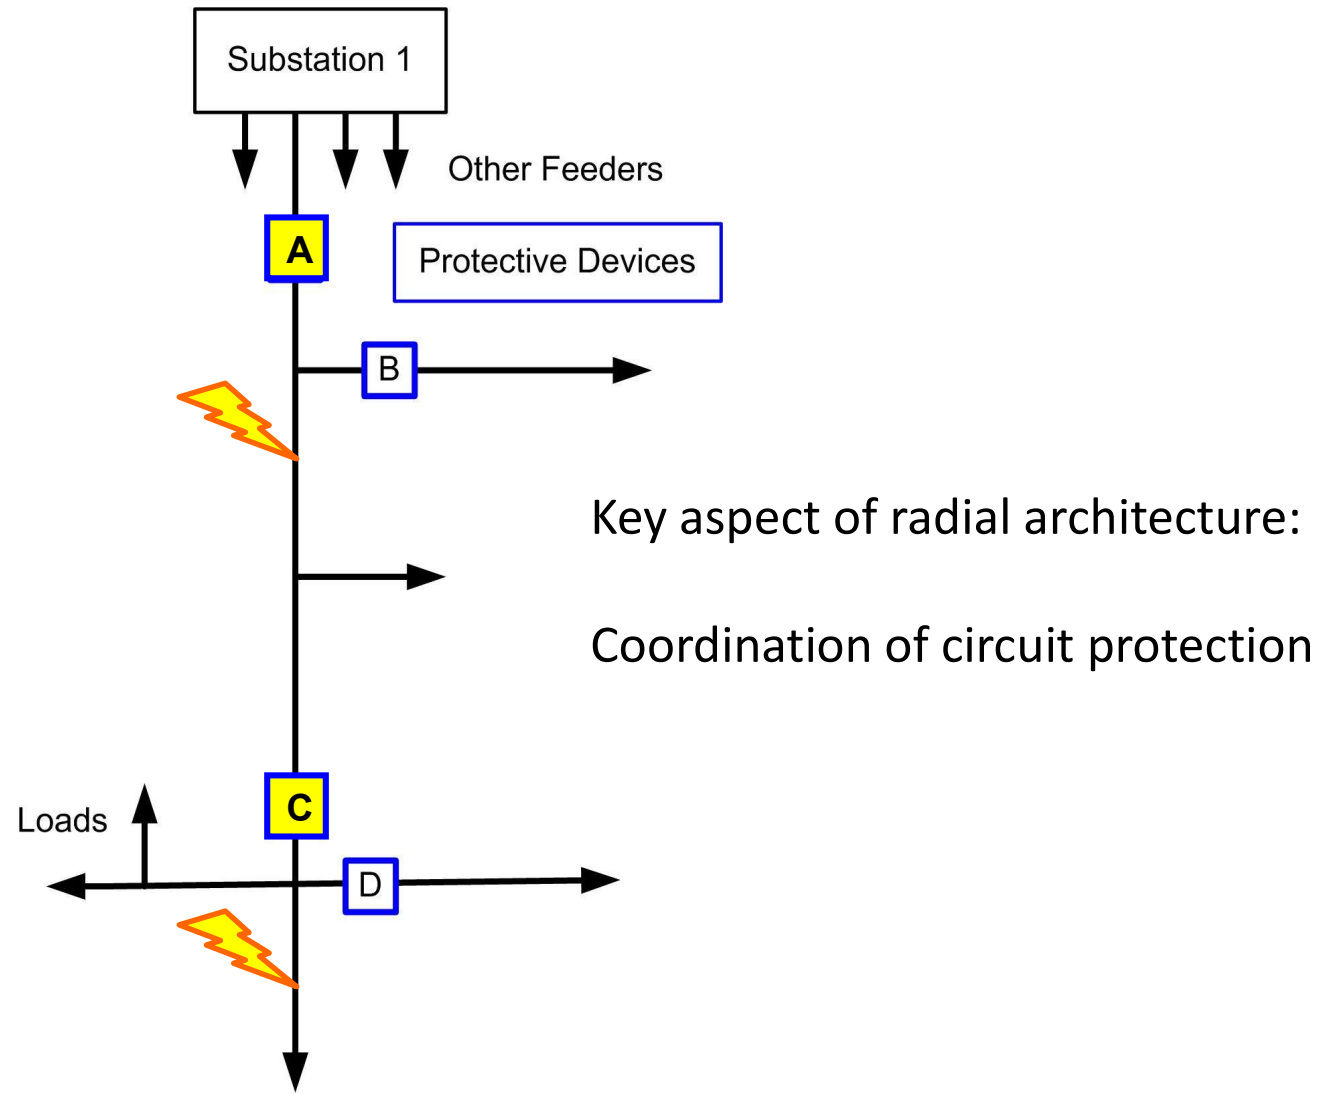 Substation 1
Other Feeders
A
Protective Devices
B
Key aspect of radial architecture:
Coordination of circuit protection
C
Loads
D